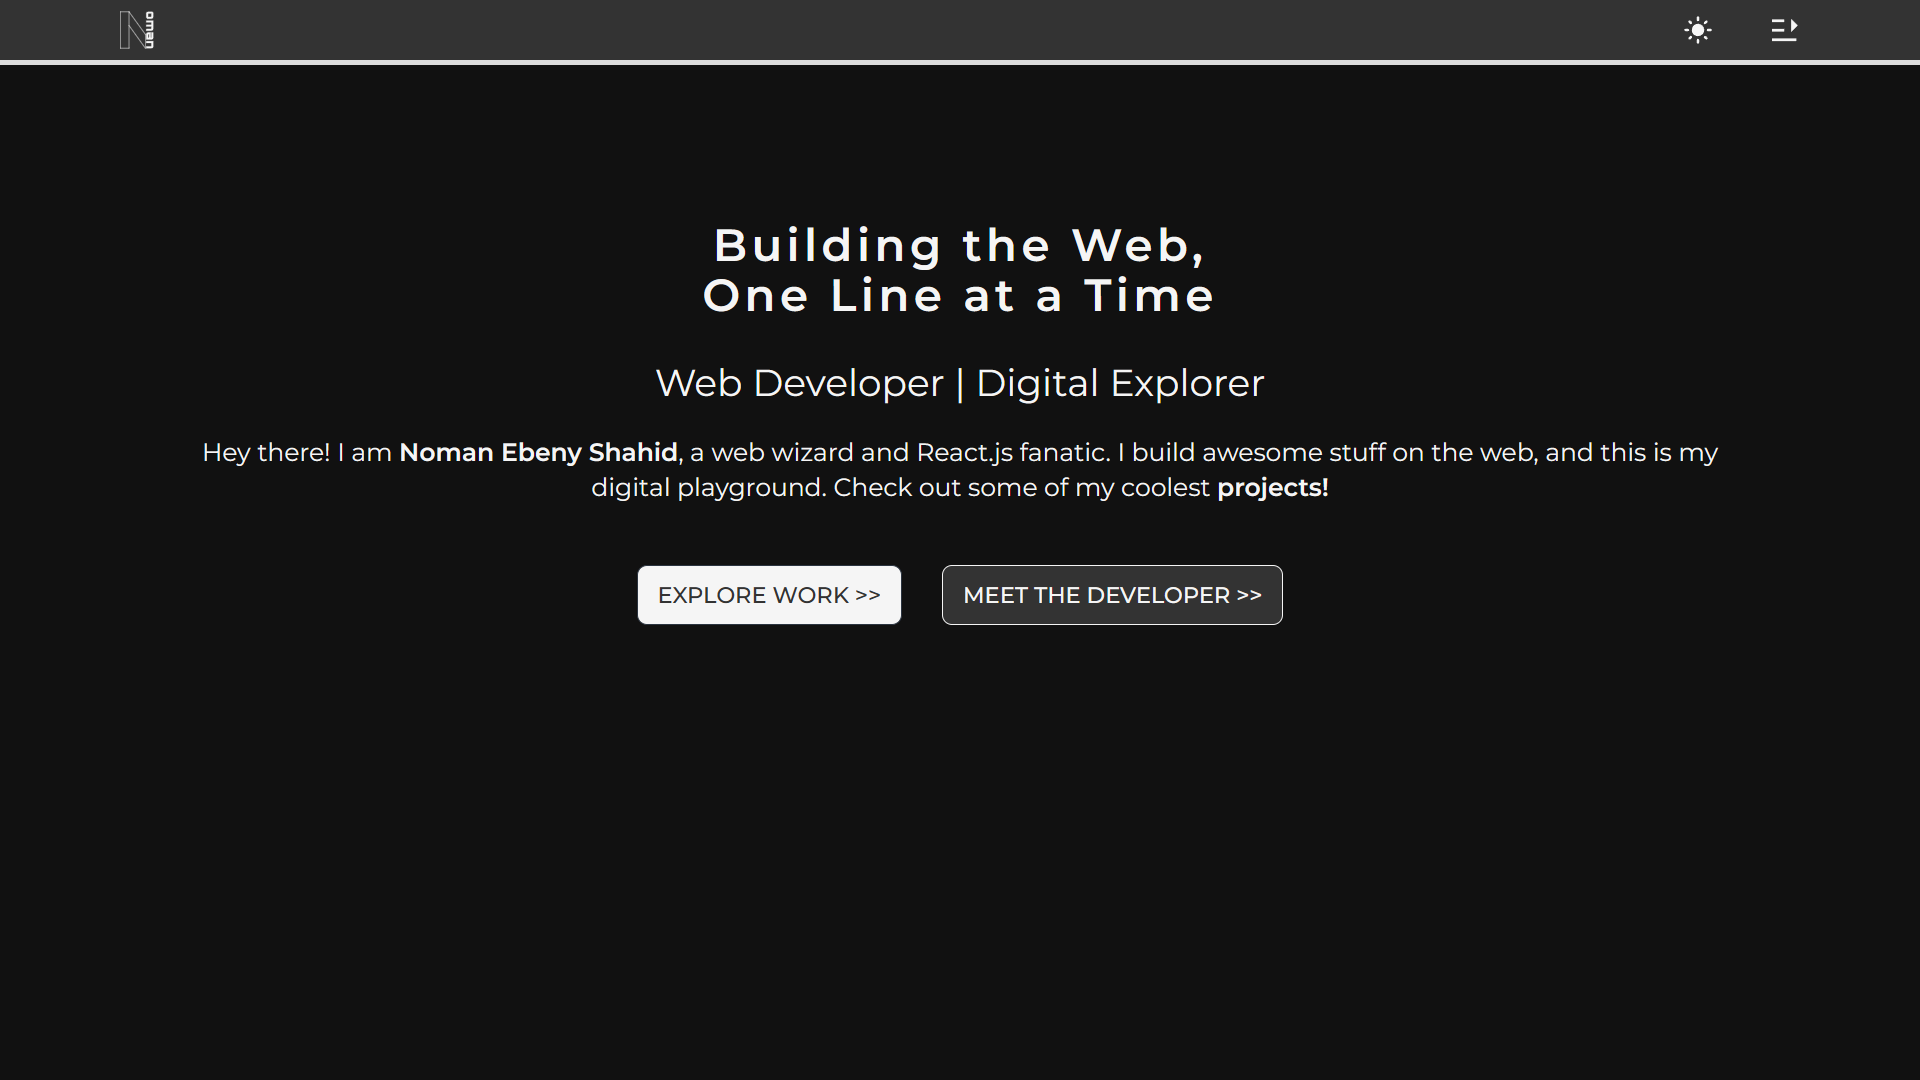 Noman
Building the Web,
One Line at a Time
Web Developer | Digital Explorer
Hey there! I am Noman Ebeny Shahid, a web wizard and React.js fanatic. I build awesome stuff on the web, and this is my
digital playground. Check out some of my coolest projects!
EXPLORE WORK >>
MEET THE DEVELOPER >>